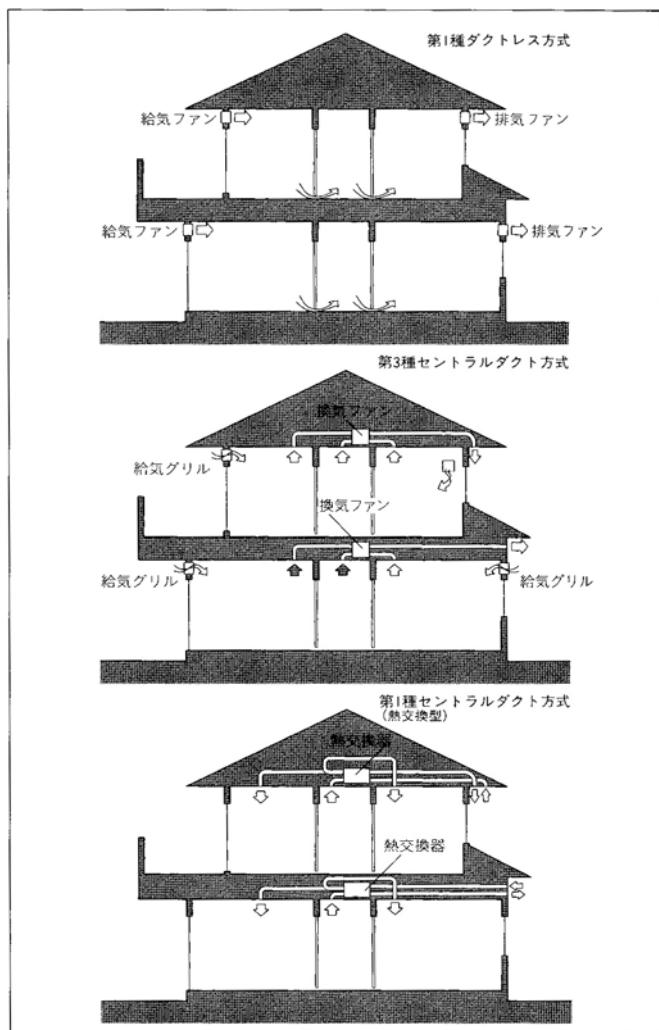 第1種ダクトレス方式
給気ファン
排気ファン
給気ファン
排気ファン
第3種セントラルダクト方式
換気ファン
給気グリル
換気ファン
給気グリル
給気グリル
第1種セントラルダクト方式
(熱交換型)
熱交換器
熱交換器